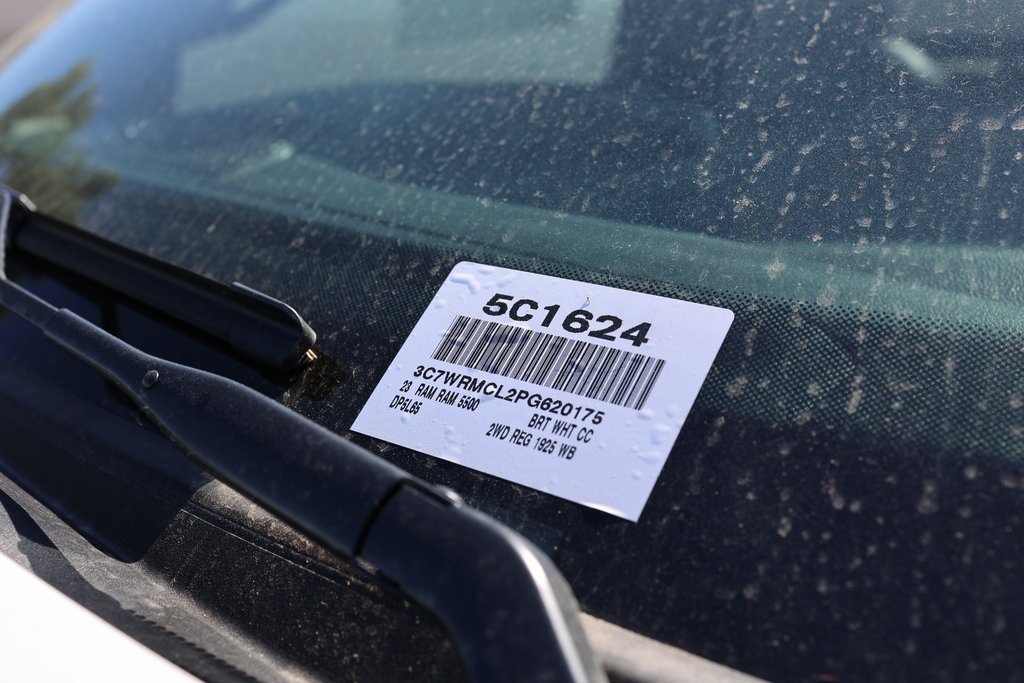 5C1624
3C7WRMCL2PG620175
23 RAM RAM 5500 BRT WHT CC
DP5L65 2WD REG 1925 WB